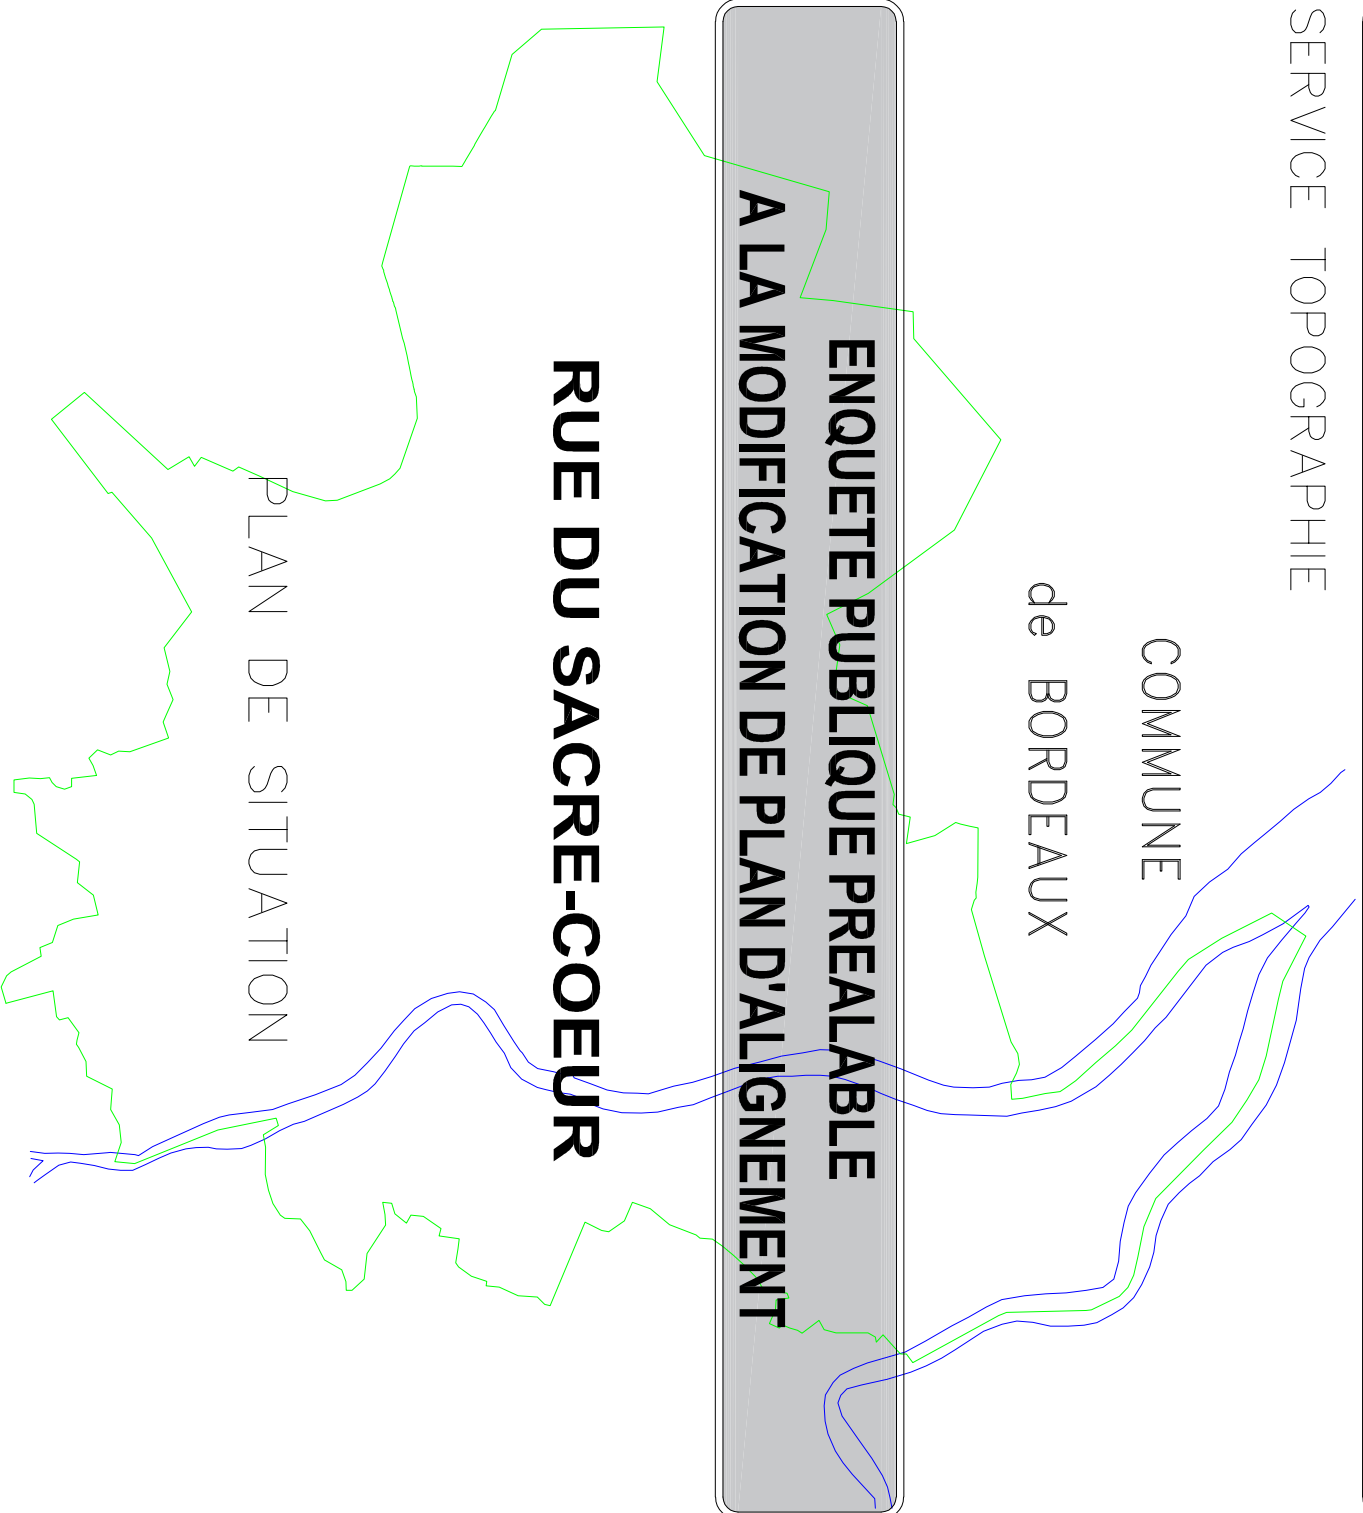 SERVICE TOPOGRAPHIE
COMMUNE
de BORDEAUX
ENQUETE PUBLIQUE PREALABLE
A LA MODIFICATION DE PLAN D'ALIGNEMENT
RUE DU SACRE-COEUR
PLAN DE SITUATION